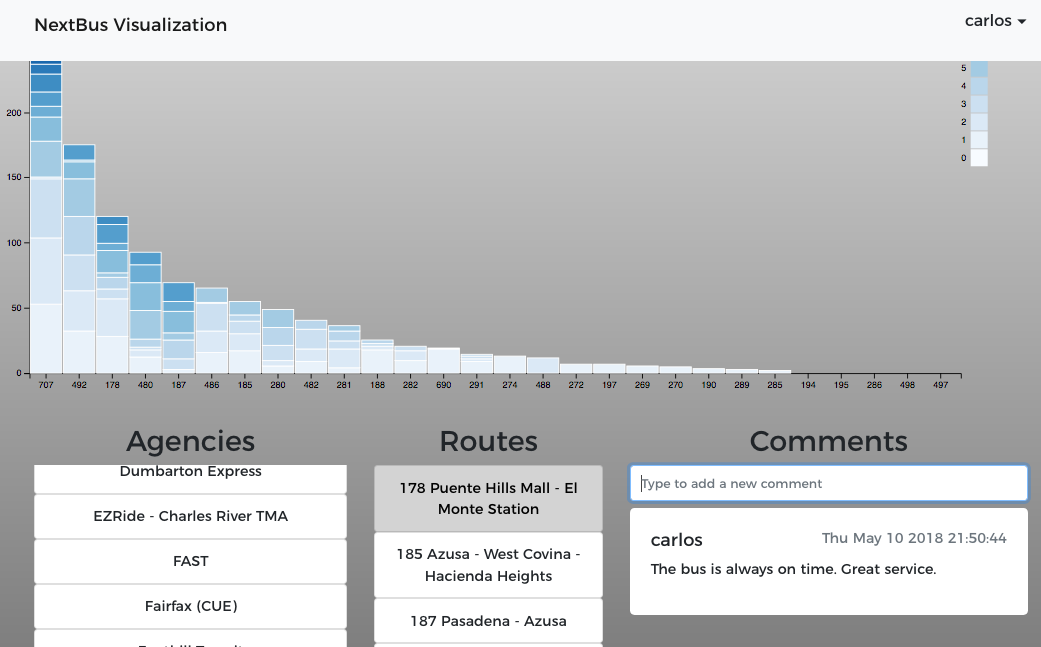 NextBus Visualization
carlos
200
150
100
50
0
5
4
3
2
1
0
707 492 178 480 187 486 185 280 482 281 188 282 690 291 274 488 272 197 269 270 190 289 285 194 195 286 498 497
Agencies
Dumbarton Express
EZRide - Charles River TMA
FAST
Fairfax (CUE)
Routes
178 Puente Hills Mall - El
Monte Station
185 Azusa - West Covina -
Hacienda Heights
187 Pasadena - Azusa
Comments
Type to add a new comment
carlos
Thu May 10 2018 21:50:44
The bus is always on time. Great service.